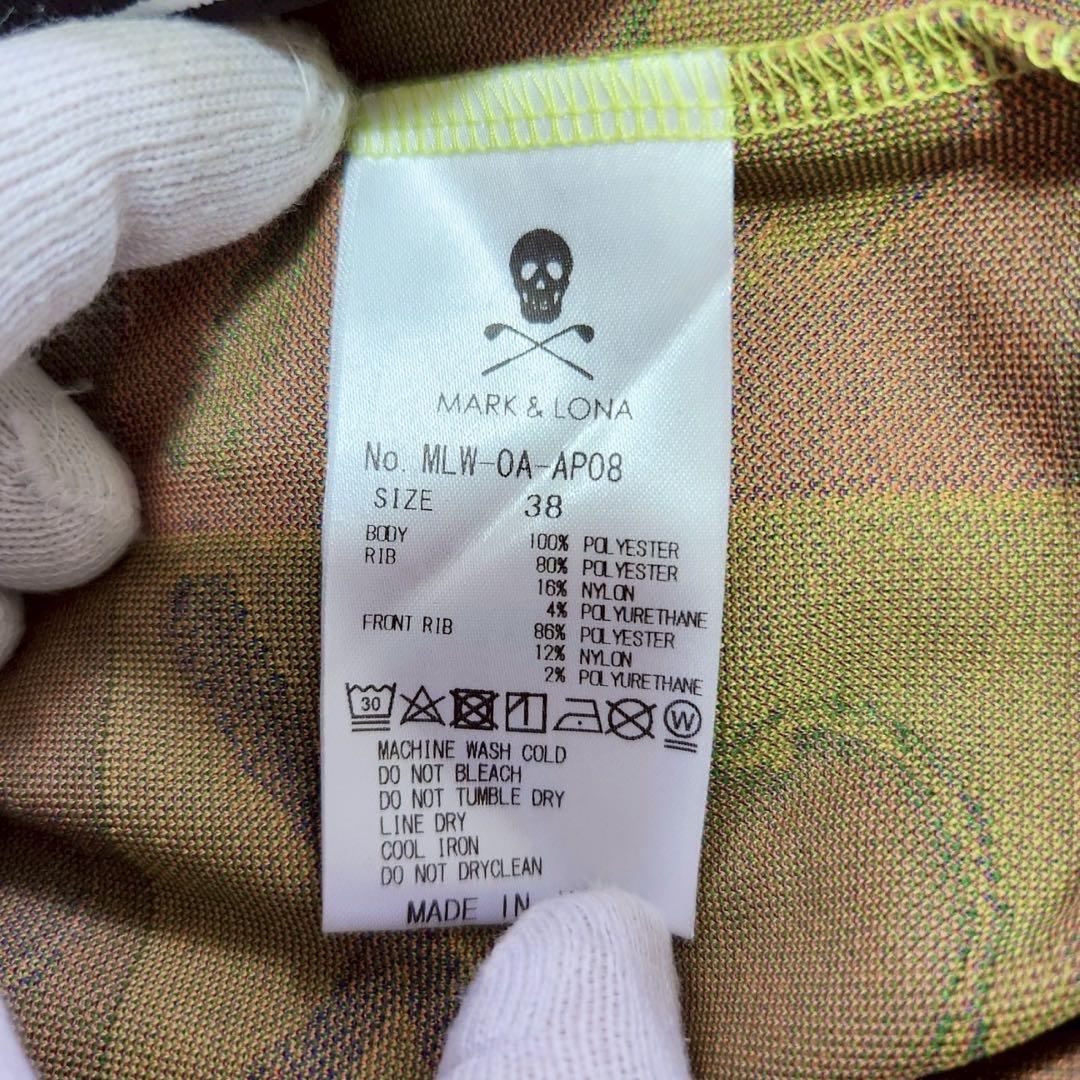 MARK & LONA
No. MLW-OA-AP08
SIZE 38
BODY 100% POLYESTER
RIB 80% POLYESTER
16% NYLON
4% POLYURETHANE
FRONT RIB 86% POLYESTER
12% NYLON
2% POLYURETHANE
30 W
MACHINE WASH COLD
DO NOT BLEACH
DO NOT TUMBLE DRY
LINE DRY
COOL IRON
DO NOT DRYCLEAN
MADE IN